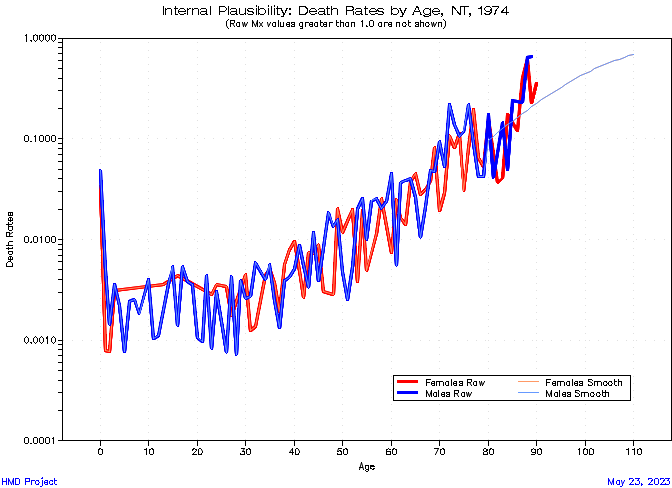 Internal Plausibility: Death Rates by Age, NT, 1974
(Raw Mx values greater than 1.0 are not shown)
1.0000
0.1000
0.0100
0.0010
0.0001
Death Rates
Females Raw
Females Smooth
Males Raw
Males Smooth
0 10 20 30 40 50 60 70 80 90 100 110
Age
HMD Project
May 23, 2023